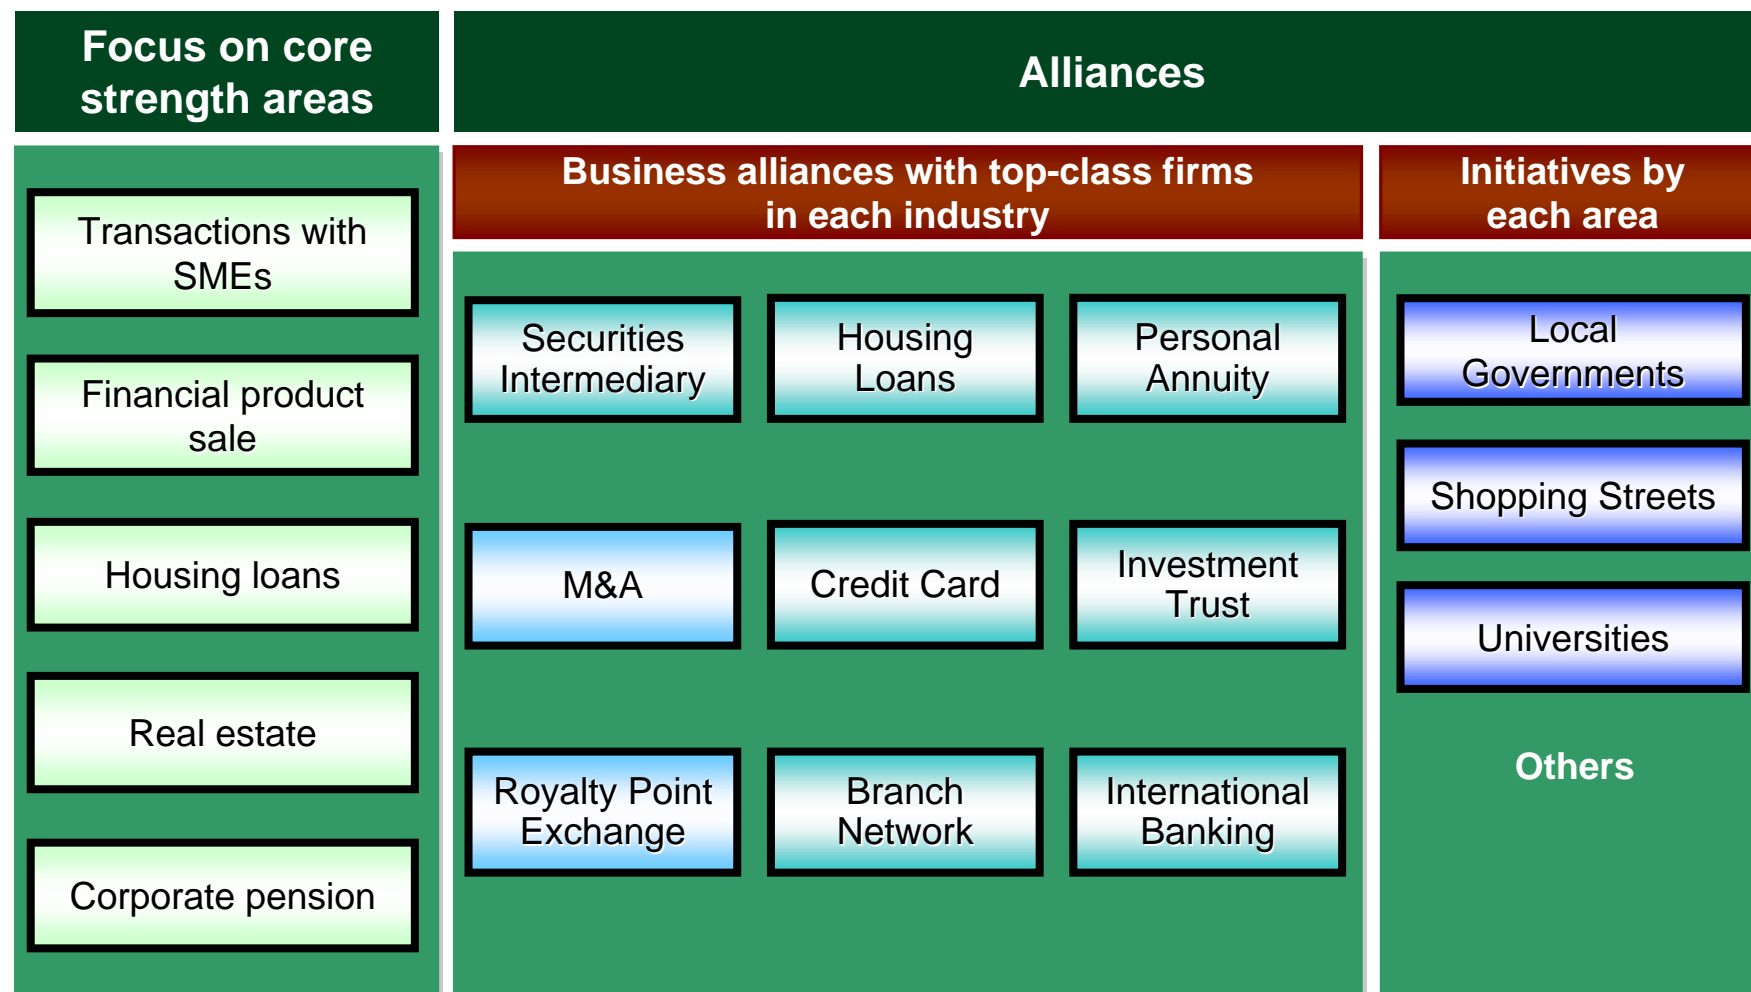 Focus on core
strength areas
Alliances
Transactions with
SMEs
Financial product
sale
Housing loans
Real estate
Corporate pension
Business alliances with top-class firms
in each industry
Securities
Intermediary
Housing
Loans
Personal
Annuity
M&A
Credit Card
Investment
Trust
Royalty Point
Exchange
Branch
Network
International
Banking
Initiatives by
each area
Local
Governments
Shopping Streets
Universities
Others